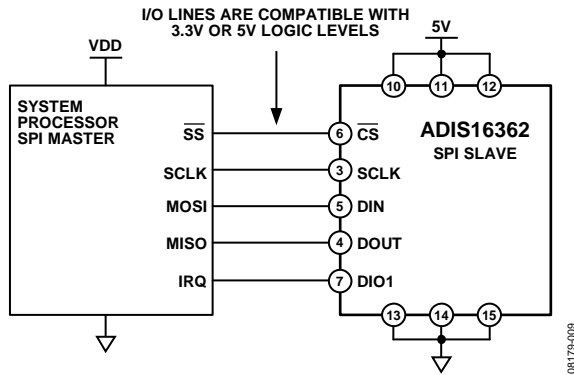 I/O LINES ARE COMPATIBLE WITH
3.3V OR 5V LOGIC LEVELS
VDD
5V
10 11 12
SYSTEM
PROCESSOR
SPI MASTER
ADIS16362
SPI SLAVE
SS 6 CS
SCLK 3 SCLK
MOSI 5 DIN
MISO 4 DOUT
IRQ 7 DIO1
13 14 15
08179-009